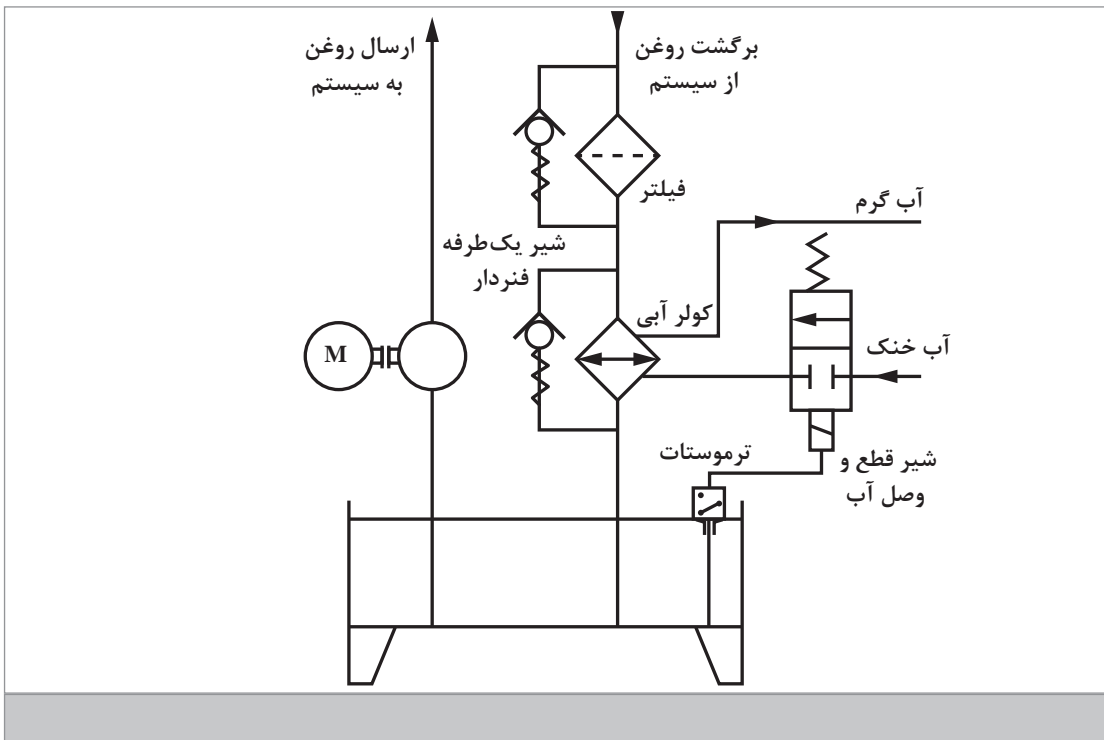 ارسال روغن
به سیستم
برگشت روغن
از سیستم
فیلتر
آب گرم
شیر یک‌طرفه
فنردار
کولر آبی
آب خنک
M
ترموستات
شیر قطع و
وصل آب